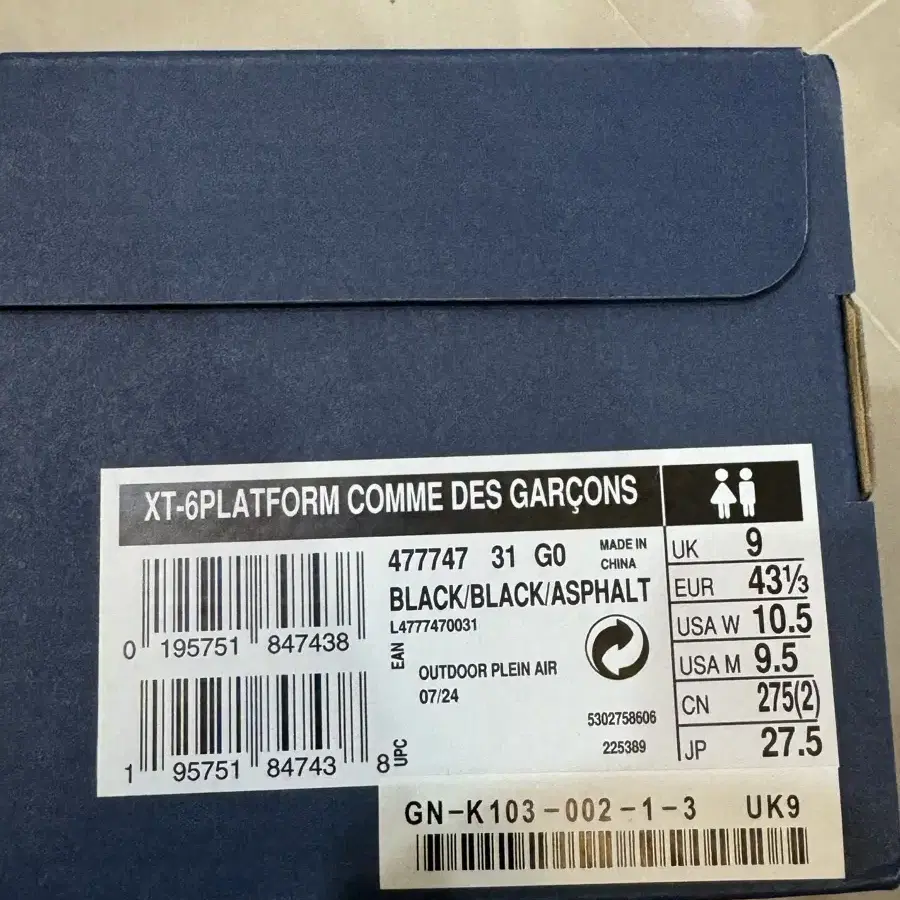 XT-6PLATFORM COMME DES GARÇONS
477747 31 G0
MADE IN
CHINA
BLACK/BLACK/ASPHALT
L4777470031
EAN
OUTDOOR PLEIN AIR
07/24
5302758606
225389
0 195751 847438
1 95751 84743 8
UPC
UK 9
EUR 43⅓
USA W 10.5
USA M 9.5
CN 275(2)
JP 27.5
GN-K103-002-1-3 UK9